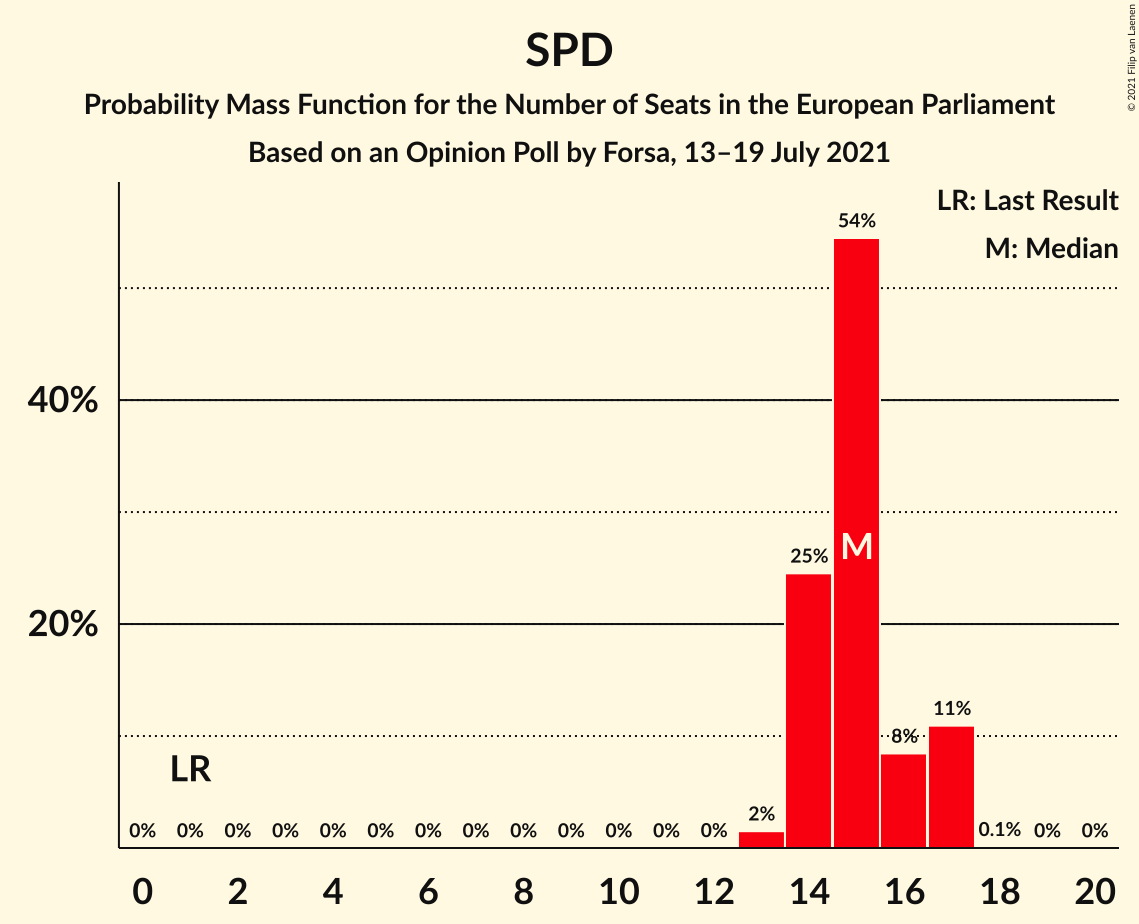 SPD
Probability Mass Function for the Number of Seats in the European Parliament
Based on an Opinion Poll by Forsa, 13–19 July 2021
© 2021 Filip van Laenen
LR: Last Result
M: Median
54%
40%
25%
M
20%
11%
8%
LR
2%
0% 0% 0% 0% 0% 0% 0% 0% 0% 0% 0% 0% 0% 0.1% 0% 0%
0 2 4 6 8 10 12 14 16 18 20